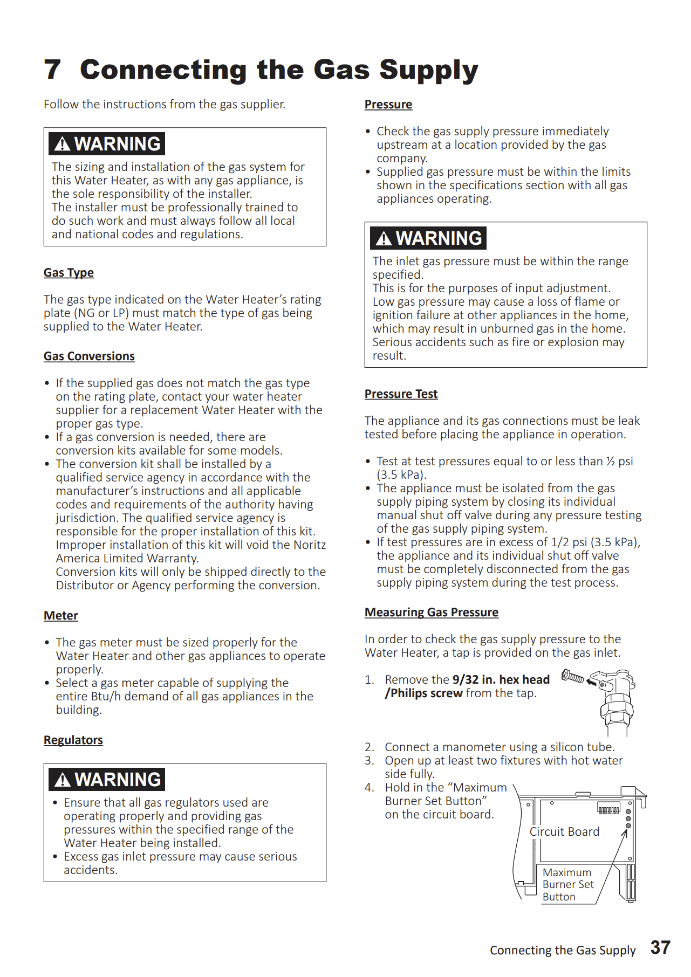 7 Connecting the Gas Supply
Follow the instructions from the gas supplier.
WARNING
The sizing and installation of the gas system for
this Water Heater, as with any gas appliance, is
the sole responsibility of the installer.
The installer must be professionally trained to
do such work and must always follow all local
and national codes and regulations.
Gas Type
The gas type indicated on the Water Heater's rating
plate (NG or LP) must match the type of gas being
supplied to the Water Heater.
Gas Conversions
• If the supplied gas does not match the gas type
on the rating plate, contact your water heater
supplier for a replacement Water Heater with the
proper gas type.
• If a gas conversion is needed, there are
conversion kits available for some models.
• The conversion kit shall be installed by a
qualified service agency in accordance with the
manufacturer's instructions and all applicable
codes and requirements of the authority having
jurisdiction. The qualified service agency is
responsible for the proper installation of this kit.
Improper installation of this kit will void the Noritz
America Limited Warranty.
Conversion kits will only be shipped directly to the
Distributor or Agency performing the conversion.
Meter
• The gas meter must be sized properly for the
Water Heater and other gas appliances to operate
properly.
• Select a gas meter capable of supplying the
entire Btu/h demand of all gas appliances in the
building.
Regulators
WARNING
• Ensure that all gas regulators used are
operating properly and providing gas
pressures within the specified range of the
Water Heater being installed.
• Excess gas inlet pressure may cause serious
accidents.
Pressure
• Check the gas supply pressure immediately
upstream at a location provided by the gas
company.
• Supplied gas pressure must be within the limits
shown in the specifications section with all gas
appliances operating.
WARNING
The inlet gas pressure must be within the range
specified.
This is for the purposes of input adjustment.
Low gas pressure may cause a loss of flame or
ignition failure at other appliances in the home,
which may result in unburned gas in the home.
Serious accidents such as fire or explosion may
result.
Pressure Test
The appliance and its gas connections must be leak
tested before placing the appliance in operation.
• Test at test pressures equal to or less than ½ psi
(3.5 kPa).
• The appliance must be isolated from the gas
supply piping system by closing its individual
manual shut off valve during any pressure testing
of the gas supply piping system.
• If test pressures are in excess of 1/2 psi (3.5 kPa),
the appliance and its individual shut off valve
must be completely disconnected from the gas
supply piping system during the test process.
Measuring Gas Pressure
In order to check the gas supply pressure to the
Water Heater, a tap is provided on the gas inlet.
1. Remove the 9/32 in. hex head
/Philips screw from the tap.
2. Connect a manometer using a silicon tube.
3. Open up at least two fixtures with hot water
side fully.
4. Hold in the "Maximum
Burner Set Button"
on the circuit board.
Circuit Board
Maximum
Burner Set
Button
Connecting the Gas Supply 37